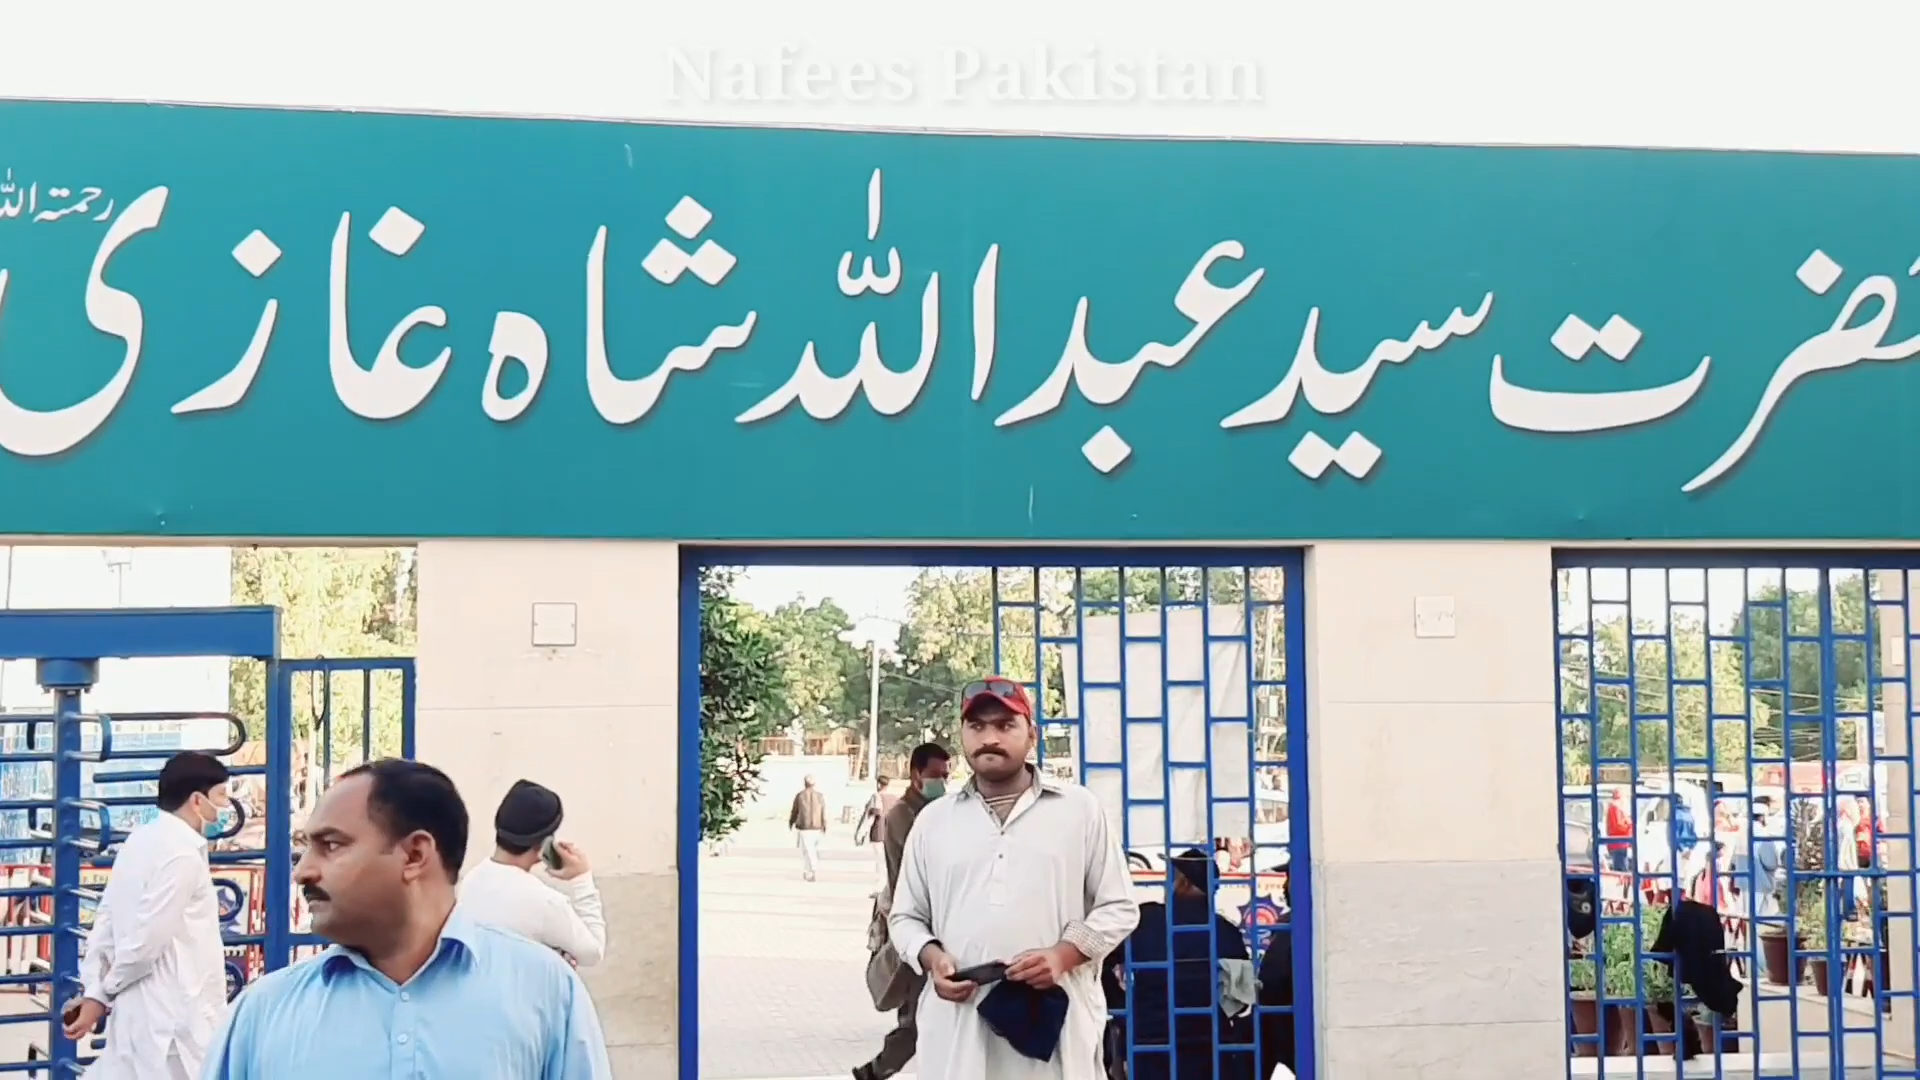 Nafees Pakistan
حضرت سید عبداللہ شاہ غازی رحمتہ اللہ